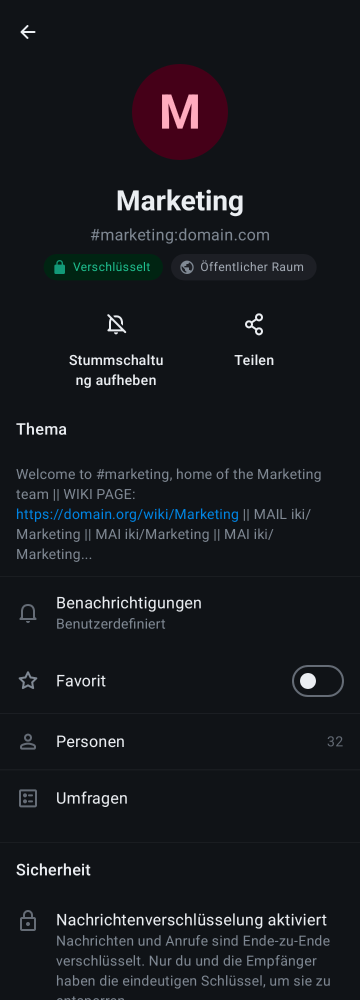 M
Marketing
#marketing:domain.com
Verschlüsselt
Öffentlicher Raum
Stummschaltu
ng aufheben
Teilen
Thema
Welcome to #marketing, home of the Marketing
team || WIKI PAGE:
https://domain.org/wiki/Marketing || MAIL iki/
Marketing || MAI iki/Marketing || MAI iki/
Marketing...
Benachrichtigungen
Benutzerdefiniert
Favorit
Personen
32
Umfragen
Sicherheit
Nachrichtenverschlüsselung aktiviert
Nachrichten und Anrufe sind Ende-zu-Ende
verschlüsselt. Nur du und die Empfänger
haben die eindeutigen Schlüssel, um sie zu